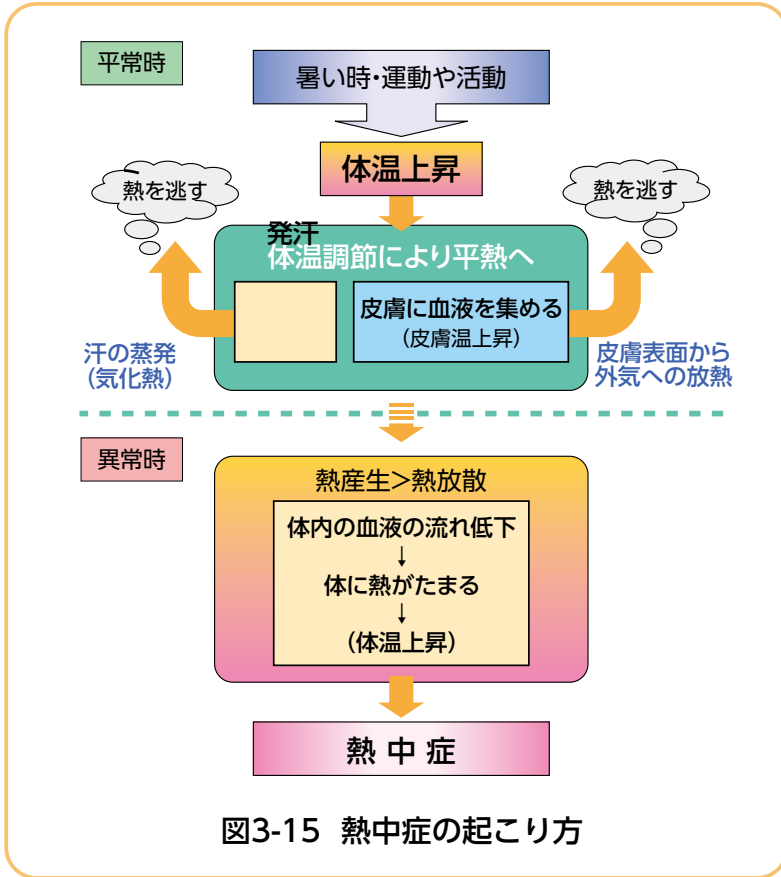 平常時
暑い時・運動や活動
体温上昇
熱を逃す
熱を逃す
発汗
体温調節により平熱へ
皮膚に血液を集める
(皮膚温上昇)
汗の蒸発
(気化熱)
皮膚表面から
外気への放熱
異常時
熱産生>熱放散
体内の血液の流れ低下
↓
体に熱がたまる
↓
(体温上昇)
熱中症
図3-15 熱中症の起こり方